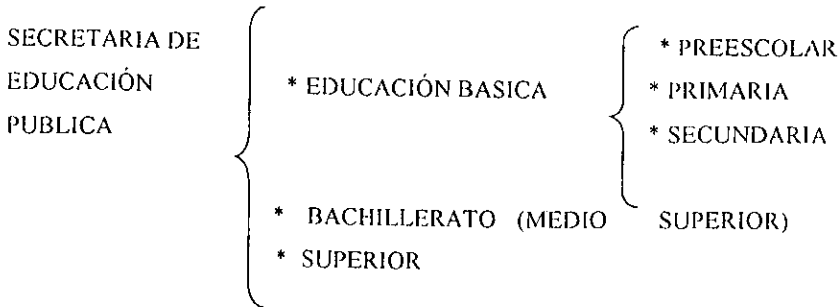 SECRETARIA DE
EDUCACIÓN
PUBLICA
* EDUCACIÓN BASICA
* PREESCOLAR
* PRIMARIA
* SECUNDARIA
* BACHILLERATO (MEDIO SUPERIOR)
* SUPERIOR